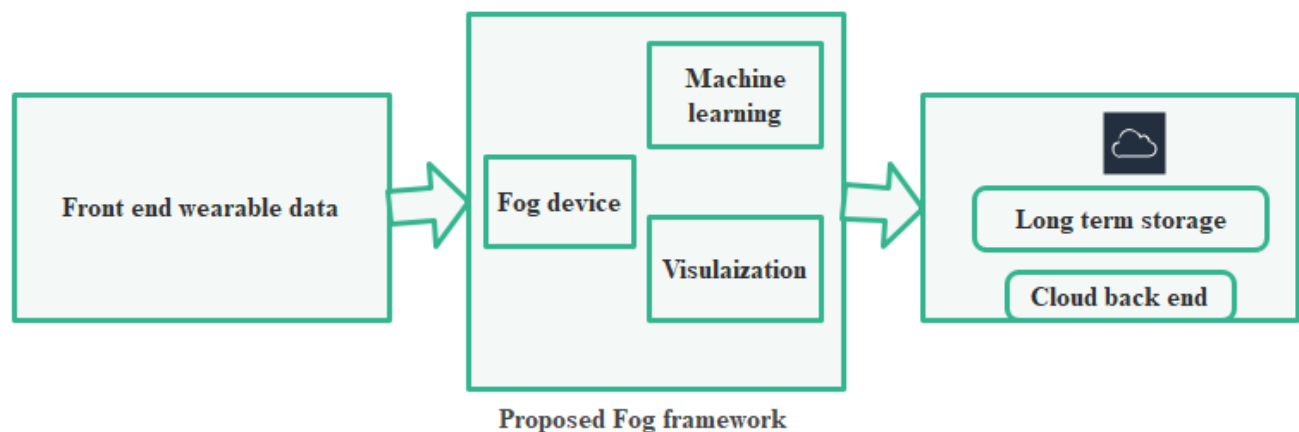 Front end wearable data
Fog device
Machine
learning
Visulaization
Long term storage
Cloud back end
Proposed Fog framework